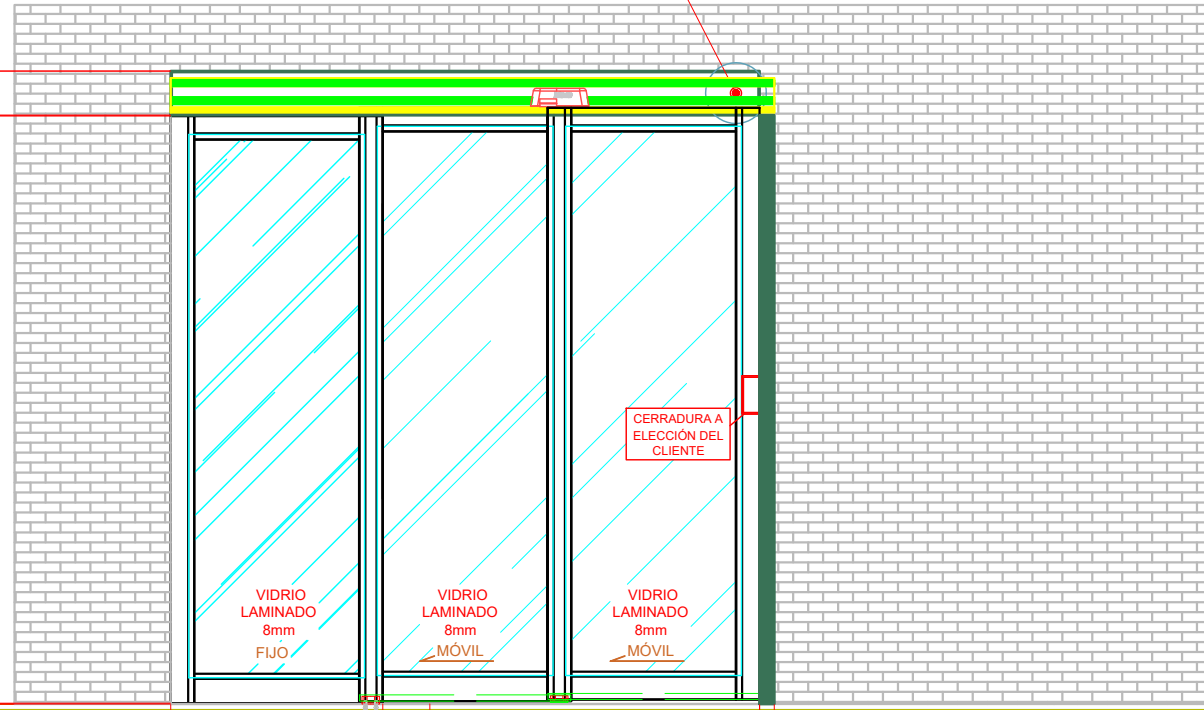 CERRADURA A
ELECCIÓN DEL
CLIENTE
VIDRIO
LAMINADO
8mm
FIJO
VIDRIO
LAMINADO
8mm
MÓVIL
VIDRIO
LAMINADO
8mm
MÓVIL